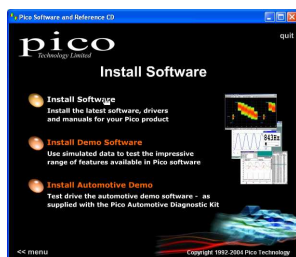 Pico Software and Reference CD
quit
pico
Technology Limited
Install Software
Install Software
Install the latest software, drivers
and manuals for your Pico product
Install Demo Software
Use simulated data to test the impressive
range of features available in Pico software
Install Automotive Demo
Test drive the automotive demo software - as
supplied with the Pico Automotive Diagnostic Kit
843Hz
<< menu
Copyright 1992-2004 Pico Technology